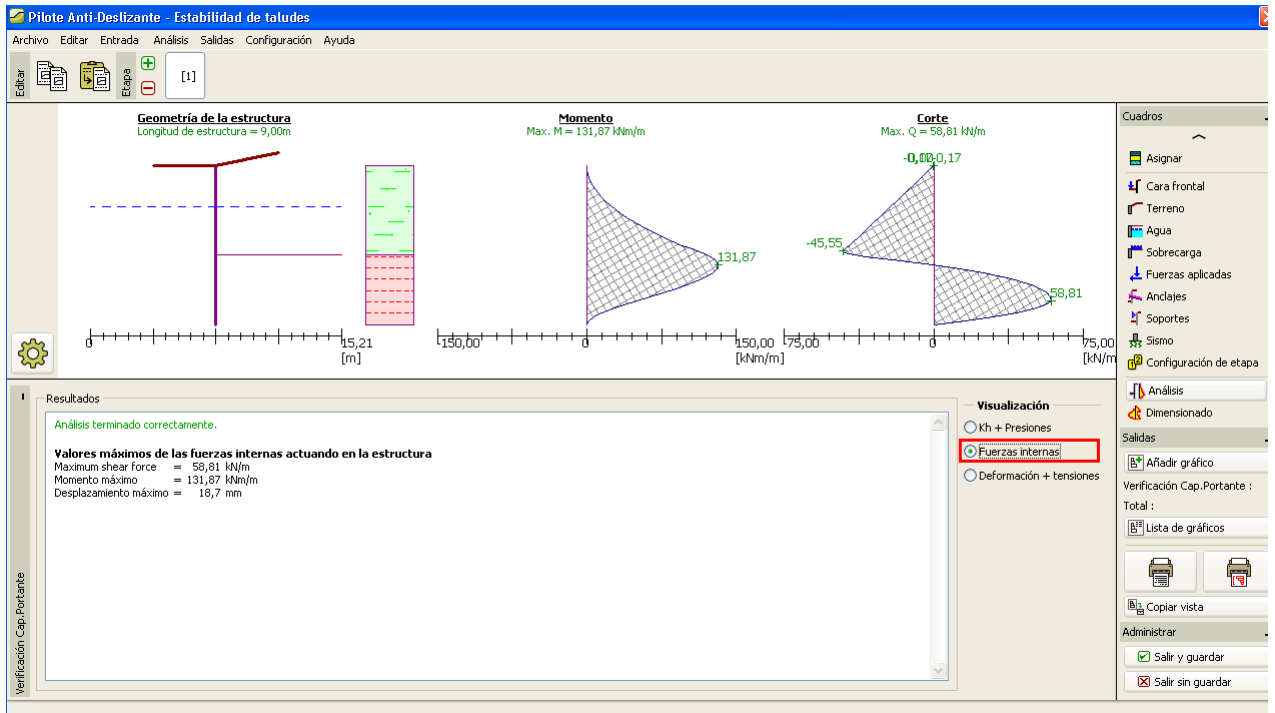 Pilote Anti-Deslizante - Estabilidad de taludes
Archivo Editar Entrada Análisis Salidas Configuración Ayuda
Editar
Etapa
[1]
Geometría de la estructura
Longitud de estructura = 9,00m
0
15,21
[m]
Momento
Max. M = 131,87 kNm/m
131,87
-150,00
0
150,00
[kNm/m]
Corte
Max. Q = 58,81 kN/m
-0,17
-45,55
58,81
-75,00
0
75,00
[kN/m
Resultados
Análisis terminado correctamente.
Valores máximos de las fuerzas internas actuando en la estructura
Maximum shear force = 58,81 kN/m
Momento máximo = 131,87 kNm/m
Desplazamiento máximo = 18,7 mm
Visualización
Kh + Presiones
Fuerzas internas
Deformación + tensiones
Verificación Cap.Portante
Cuadros
Asignar
Cara frontal
Terreno
Agua
Sobrecarga
Fuerzas aplicadas
Anclajes
Soportes
Sismo
Configuración de etapa
Análisis
Dimensionado
Salidas
Añadir gráfico
Verificación Cap.Portante :
Total :
Lista de gráficos
Copiar vista
Administrar
Salir y guardar
Salir sin guardar